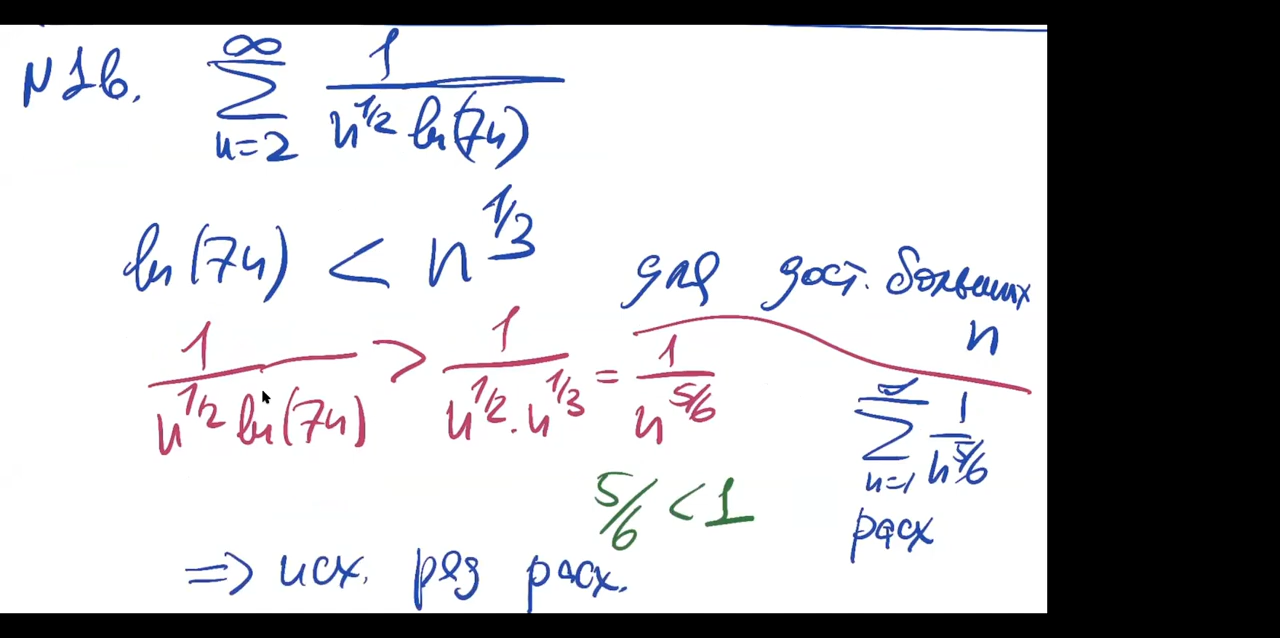 N 1в. ∑_{n=2}^{∞} 1/(n^{1/2} ln(7n))
ln(7n) < n^{1/3} для дост. больших n
1/(n^{1/2} ln(7n)) > 1/(n^{1/2} · n^{1/3}) = 1/n^{5/6}
∑_{n=1}^{∞} 1/n^{5/6}
расх
5/6 < 1
=> исх. ряд расх.